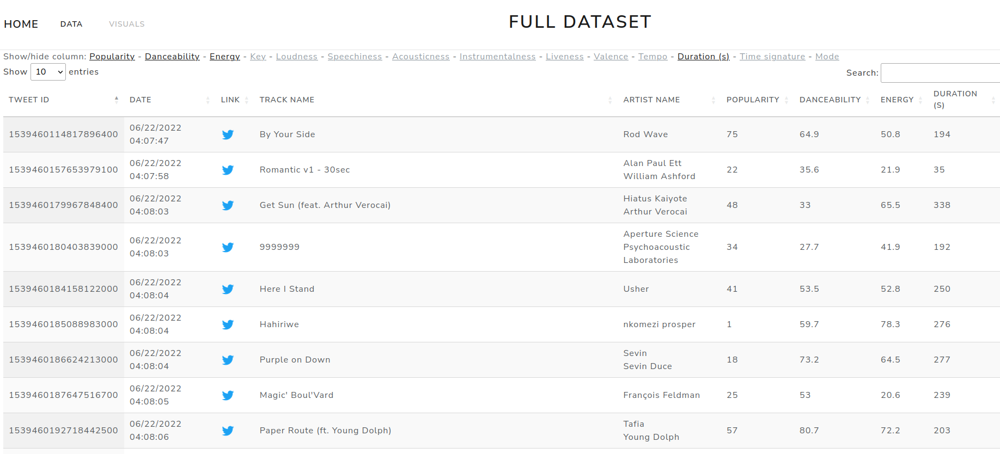 HOME DATA VISUALS FULL DATASET
Show/hide column: Popularity - Danceability - Energy - Key - Loudness - Speechiness - Acousticness - Instrumentalness - Liveness - Valence - Tempo - Duration (s) - Time signature - Mode
Show 10 entries Search:
TWEET ID DATE LINK TRACK NAME ARTIST NAME POPULARITY DANCEABILITY ENERGY DURATION (S)
1539460114817896400 06/22/2022 04:07:47 By Your Side Rod Wave 75 64.9 50.8 194
1539460157653979100 06/22/2022 04:07:58 Romantic v1 - 30sec Alan Paul Ett William Ashford 22 35.6 21.9 35
1539460179967848400 06/22/2022 04:08:03 Get Sun (feat. Arthur Verocai) Hiatus Kaiyote Arthur Verocai 48 33 65.5 338
1539460180403839000 06/22/2022 04:08:03 9999999 Aperture Science Psychoacoustic Laboratories 34 27.7 41.9 192
1539460184158122000 06/22/2022 04:08:04 Here I Stand Usher 41 53.5 52.8 250
1539460185088983000 06/22/2022 04:08:04 Hahiriwe nkomezi prosper 1 59.7 78.3 276
1539460186624213000 06/22/2022 04:08:04 Purple on Down Sevin Sevin Duce 18 73.2 64.5 277
1539460187647516700 06/22/2022 04:08:05 Magic' Boul'Vard François Feldman 25 53 20.6 239
1539460192718442500 06/22/2022 04:08:06 Paper Route (ft. Young Dolph) Tafia Young Dolph 57 80.7 72.2 203